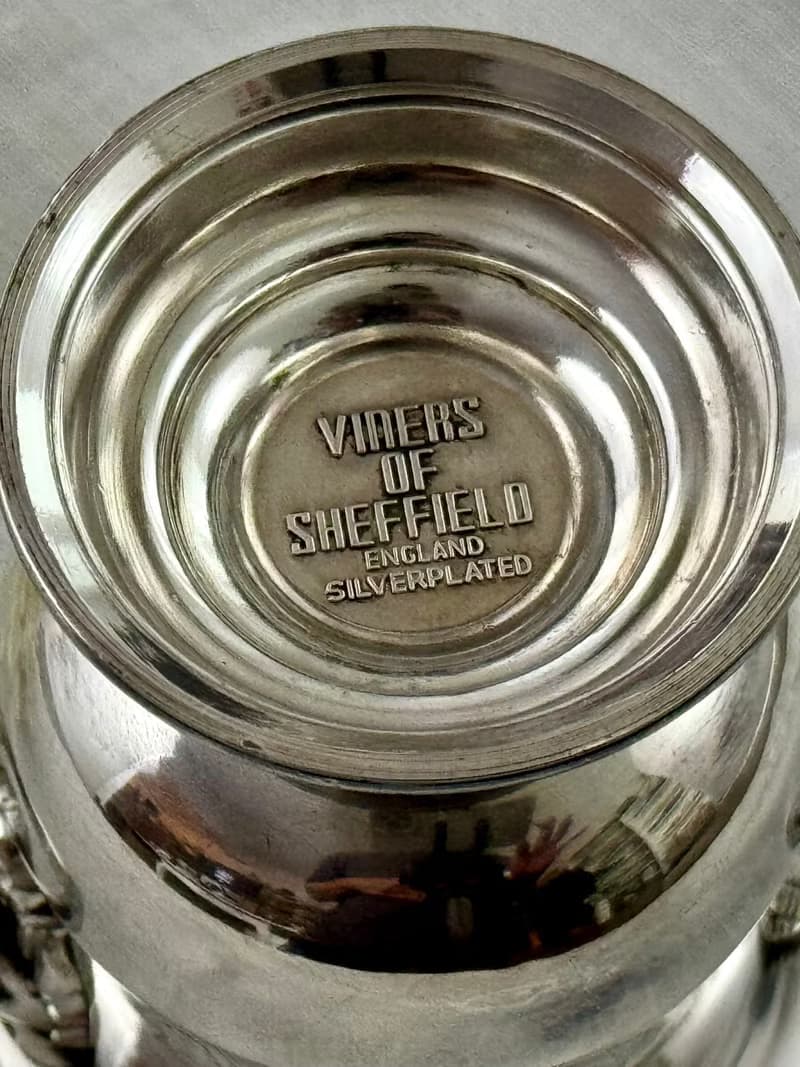 VINERS
OF
SHEFFIELD
ENGLAND
SILVERPLATED